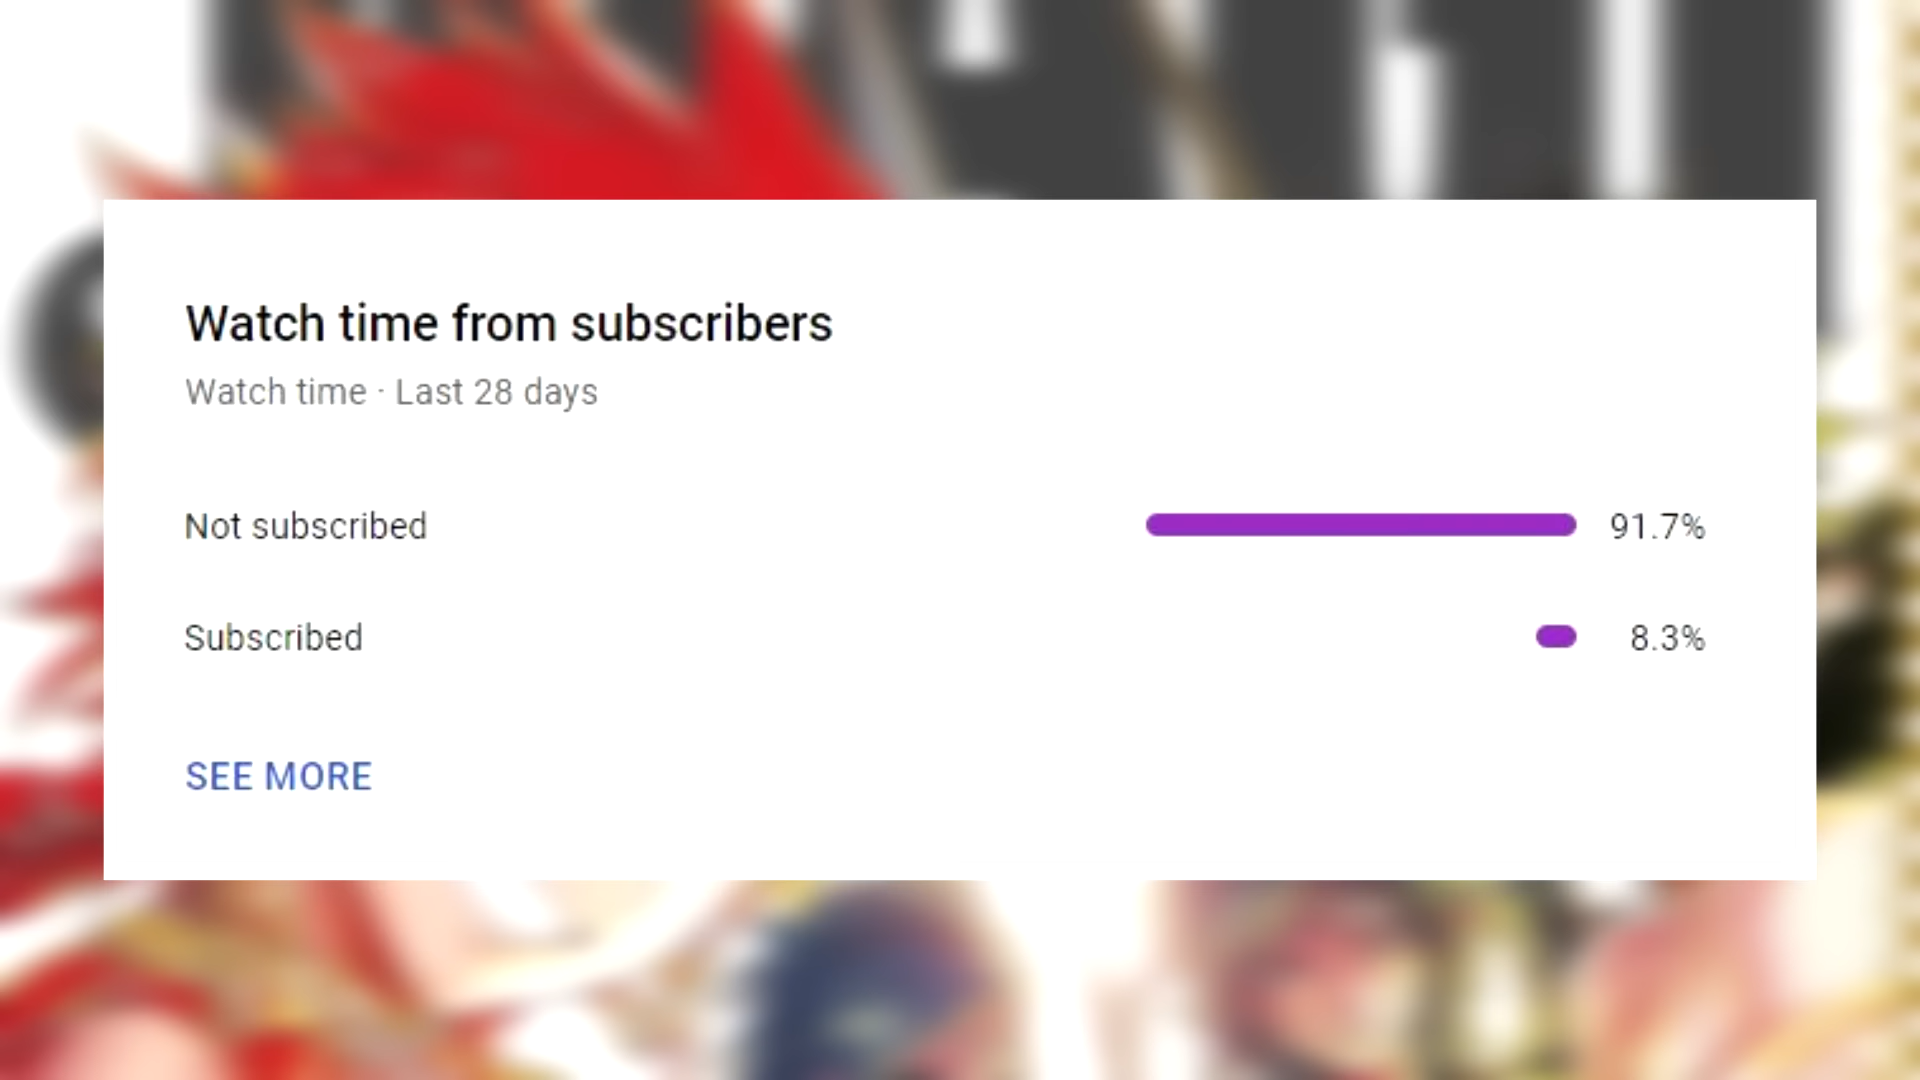 Watch time from subscribers
Watch time · Last 28 days
Not subscribed 91.7%
Subscribed 8.3%
SEE MORE